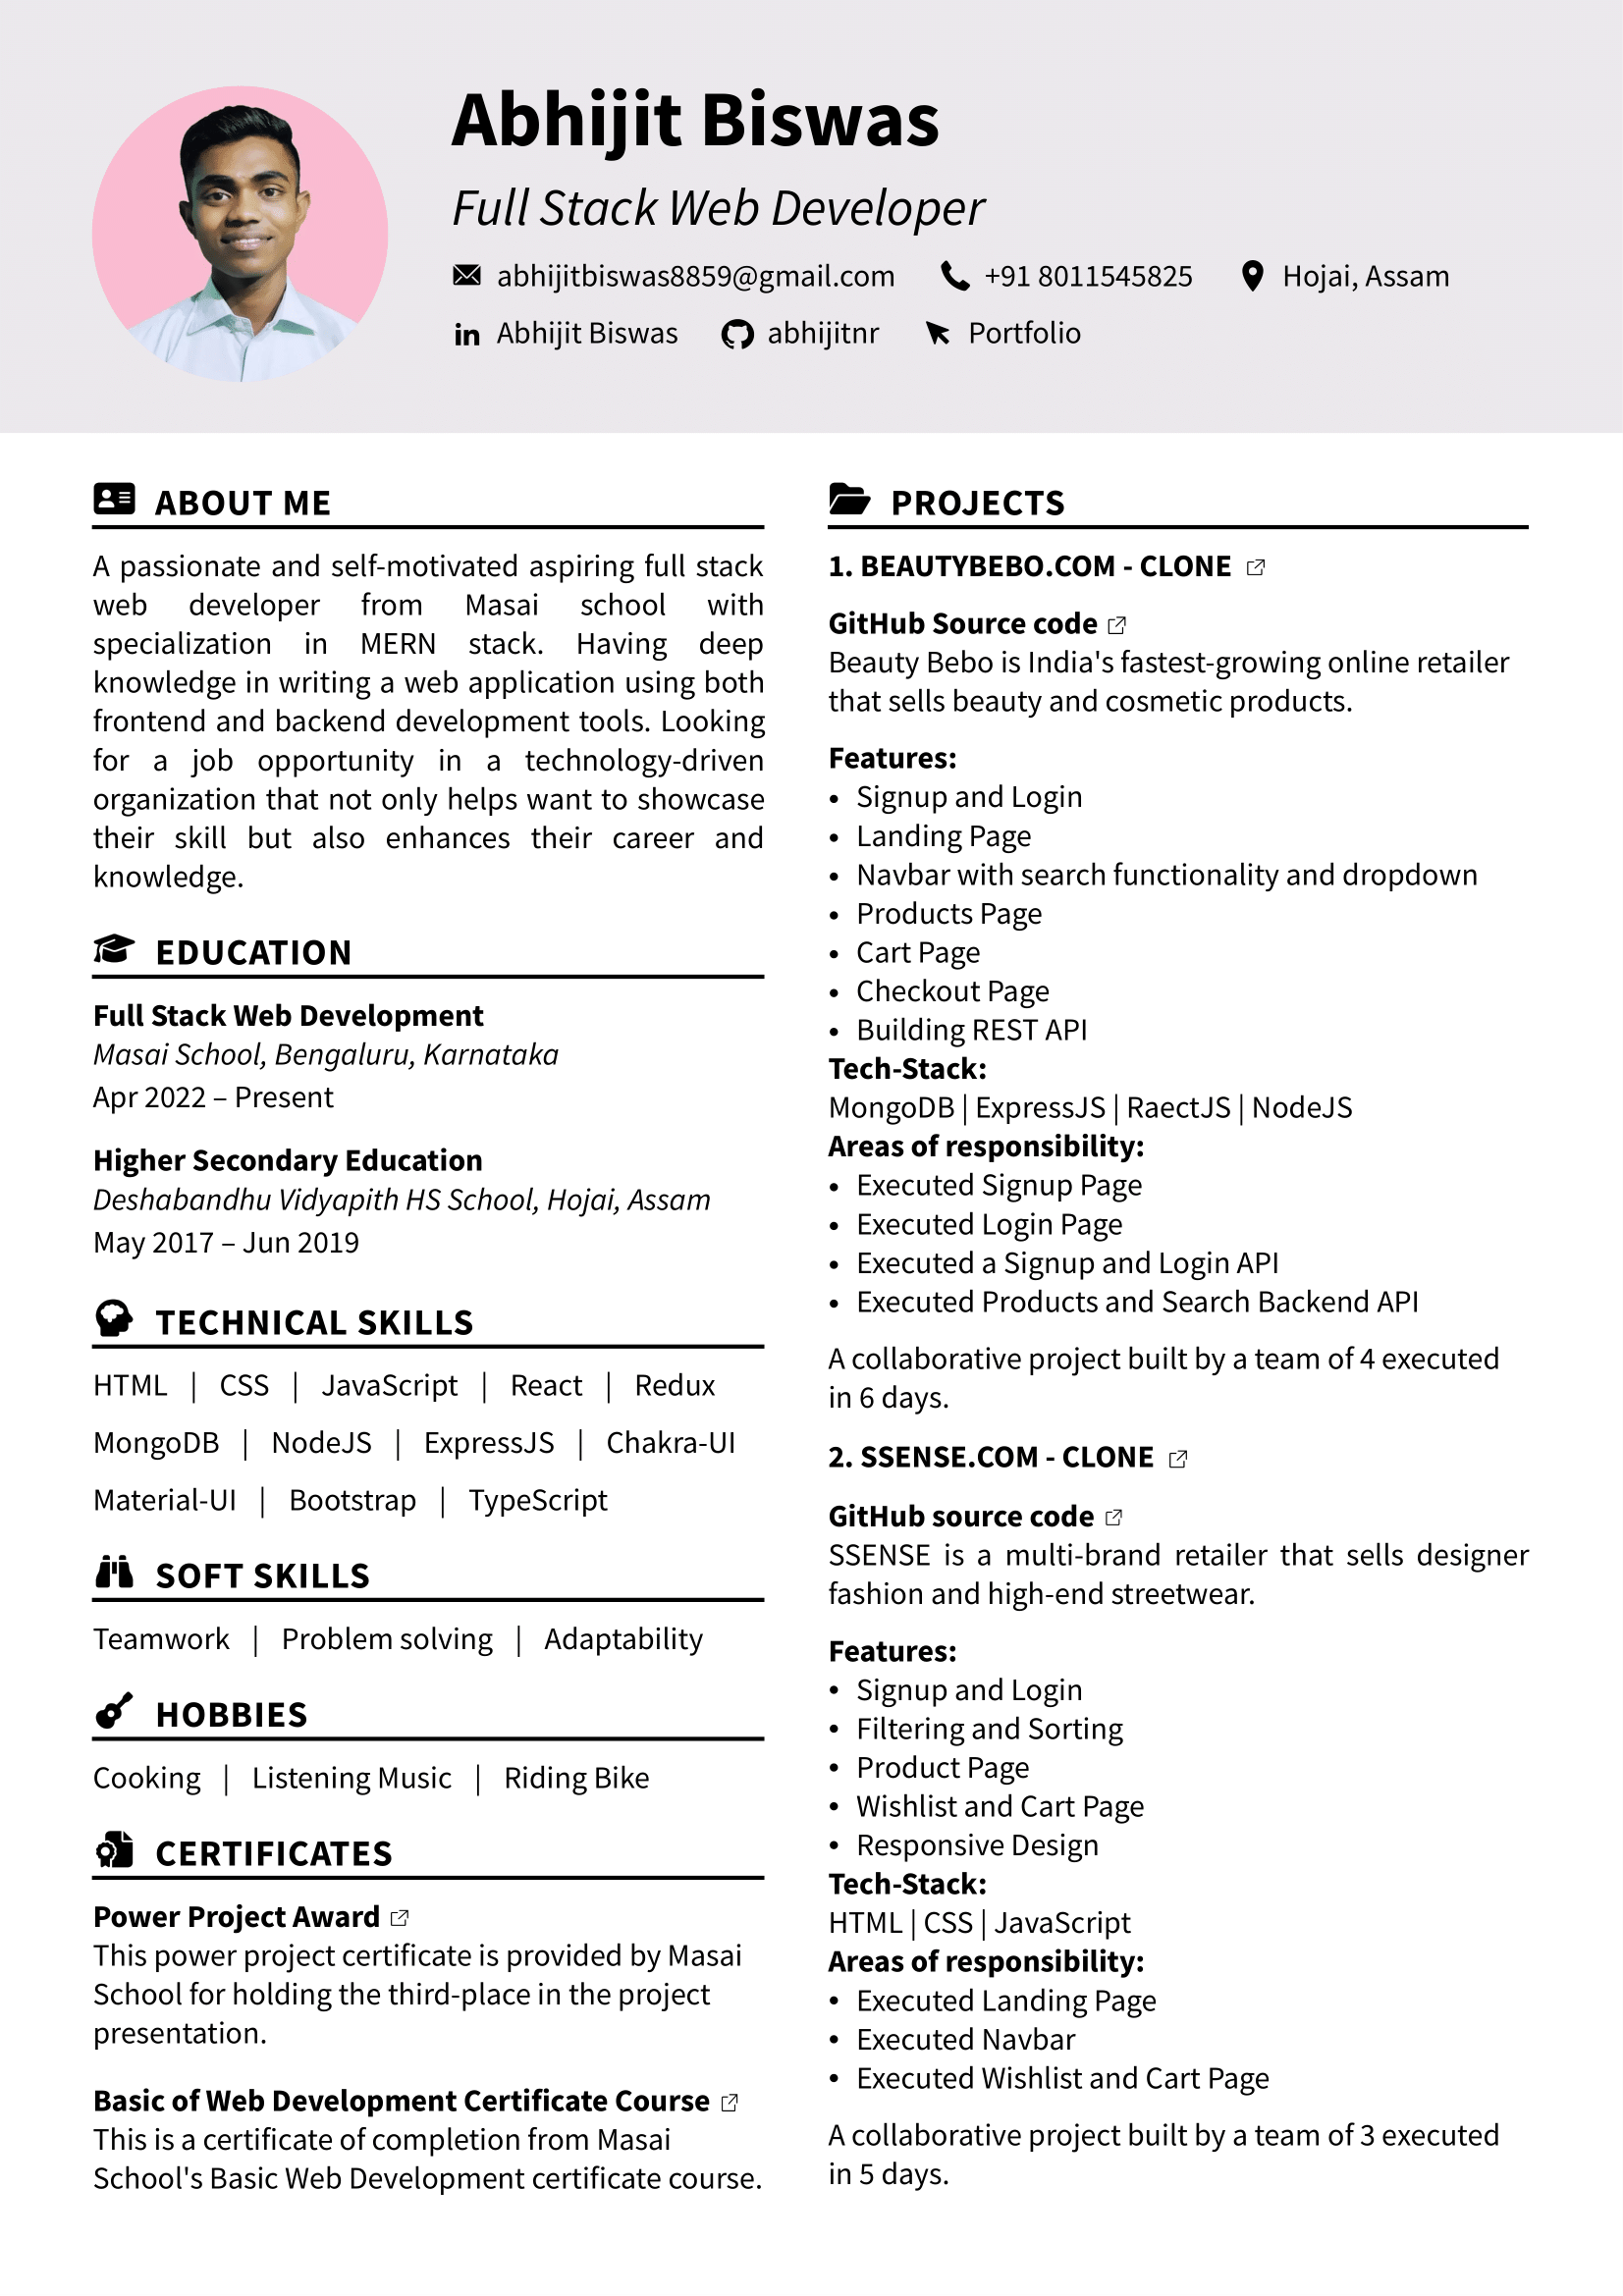 Abhijit Biswas
Full Stack Web Developer
abhijitbiswas8859@gmail.com +91 8011545825 Hojai, Assam
in Abhijit Biswas abhijitnr Portfolio
ABOUT ME
A passionate and self-motivated aspiring full stack
web developer from Masai school with
specialization in MERN stack. Having deep
knowledge in writing a web application using both
frontend and backend development tools. Looking
for a job opportunity in a technology-driven
organization that not only helps want to showcase
their skill but also enhances their career and
knowledge.
EDUCATION
Full Stack Web Development
Masai School, Bengaluru, Karnataka
Apr 2022 – Present
Higher Secondary Education
Deshabandhu Vidyapith HS School, Hojai, Assam
May 2017 – Jun 2019
TECHNICAL SKILLS
HTML | CSS | JavaScript | React | Redux
MongoDB | NodeJS | ExpressJS | Chakra-UI
Material-UI | Bootstrap | TypeScript
SOFT SKILLS
Teamwork | Problem solving | Adaptability
HOBBIES
Cooking | Listening Music | Riding Bike
CERTIFICATES
Power Project Award
This power project certificate is provided by Masai
School for holding the third-place in the project
presentation.
Basic of Web Development Certificate Course
This is a certificate of completion from Masai
School's Basic Web Development certificate course.
PROJECTS
1. BEAUTYBEBO.COM - CLONE
GitHub Source code
Beauty Bebo is India's fastest-growing online retailer
that sells beauty and cosmetic products.
Features:
• Signup and Login
• Landing Page
• Navbar with search functionality and dropdown
• Products Page
• Cart Page
• Checkout Page
• Building REST API
Tech-Stack:
MongoDB | ExpressJS | RaectJS | NodeJS
Areas of responsibility:
• Executed Signup Page
• Executed Login Page
• Executed a Signup and Login API
• Executed Products and Search Backend API
A collaborative project built by a team of 4 executed
in 6 days.
2. SSENSE.COM - CLONE
GitHub source code
SSENSE is a multi-brand retailer that sells designer
fashion and high-end streetwear.
Features:
• Signup and Login
• Filtering and Sorting
• Product Page
• Wishlist and Cart Page
• Responsive Design
Tech-Stack:
HTML | CSS | JavaScript
Areas of responsibility:
• Executed Landing Page
• Executed Navbar
• Executed Wishlist and Cart Page
A collaborative project built by a team of 3 executed
in 5 days.